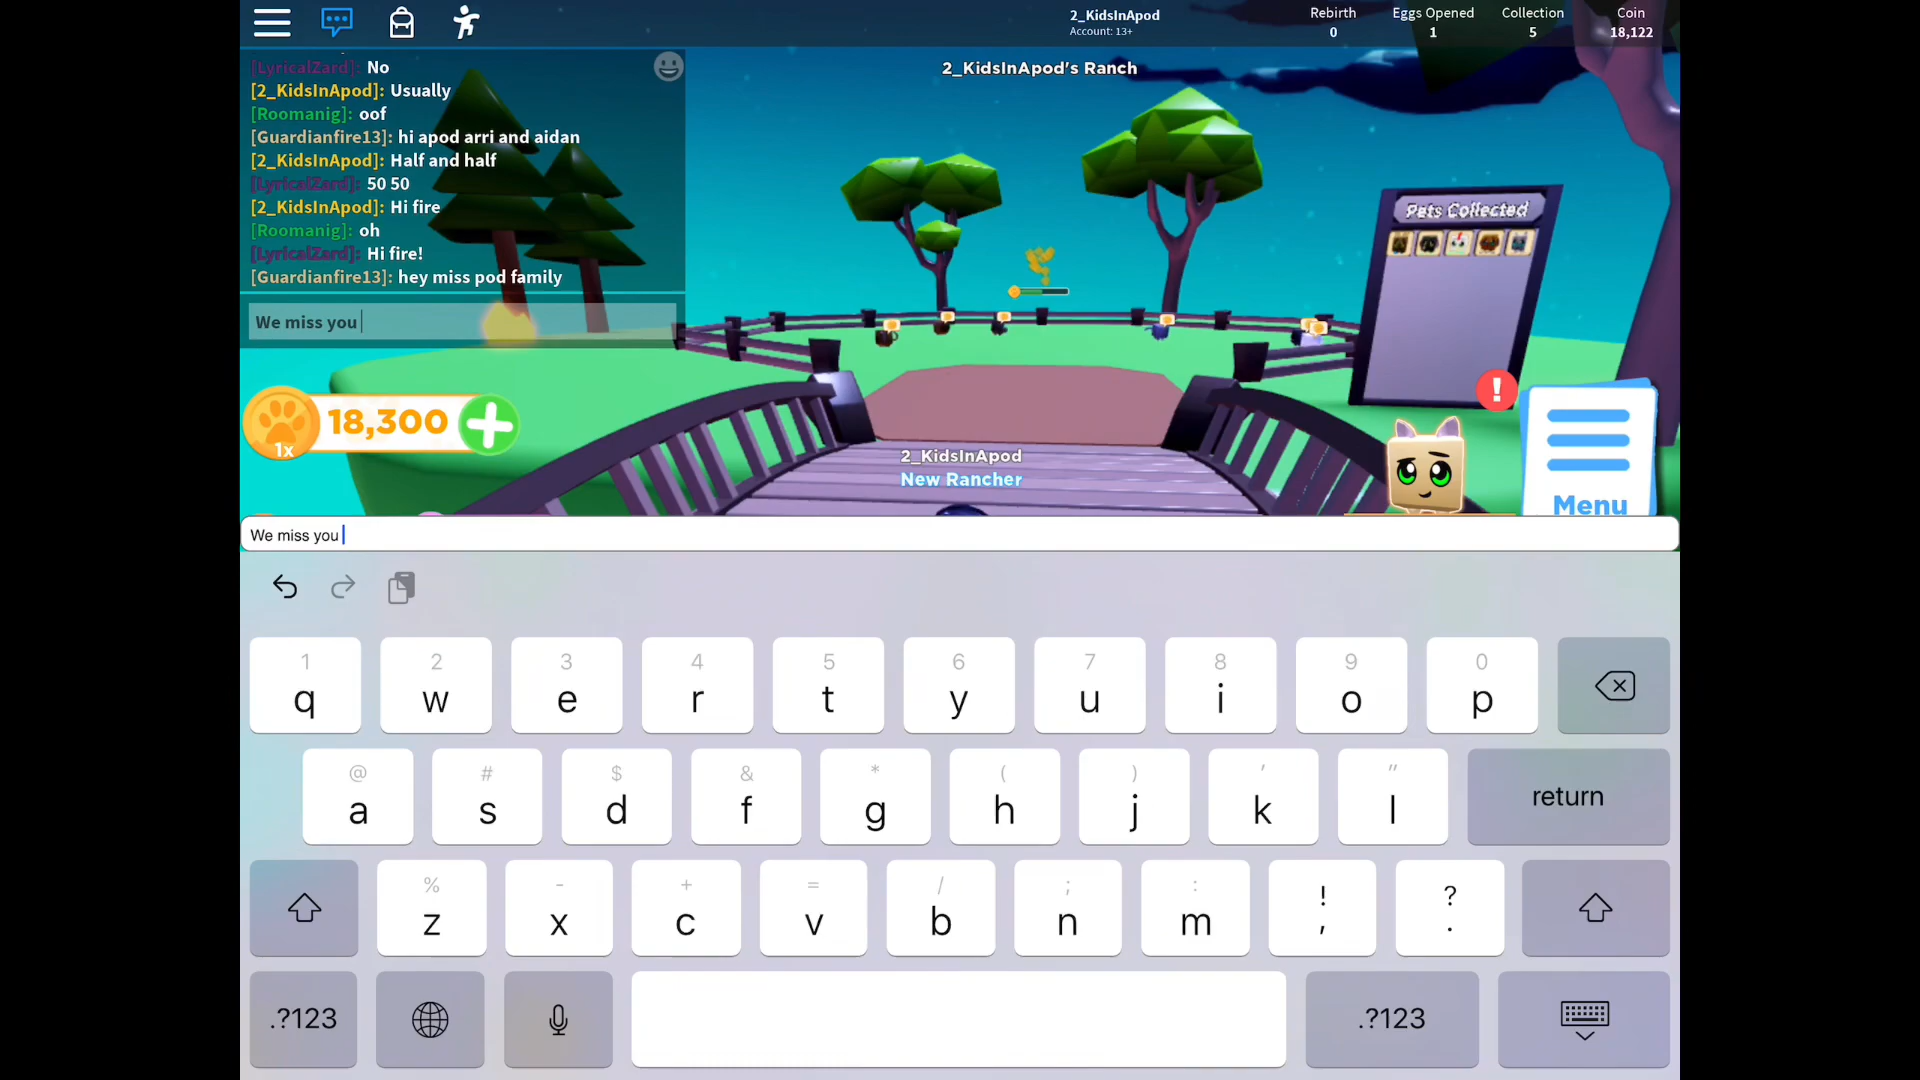 2_KidsInApod
Account: 13+
Rebirth
0
Eggs Opened
1
Collection
5
Coin
18,122
[LyricalZard]: No
[2_KidsInApod]: Usually
[Roomanig]: oof
[Guardianfire13]: hi apod arri and aidan
[2_KidsInApod]: Half and half
[LyricalZard]: 50 50
[2_KidsInApod]: Hi fire
[Roomanig]: oh
[LyricalZard]: Hi fire!
[Guardianfire13]: hey miss pod family
We miss you
2_KidsInApod's Ranch
Pets Collected
!
1x
18,300
2_KidsInApod
New Rancher
Menu
We miss you
1 2 3 4 5 6 7 8 9 0
q w e r t y u i o p
@ # $ & * ( ) ' "
a s d f g h j k l return
% - + = / ; : ! ?
z x c v b n m , .
.?123 .?123